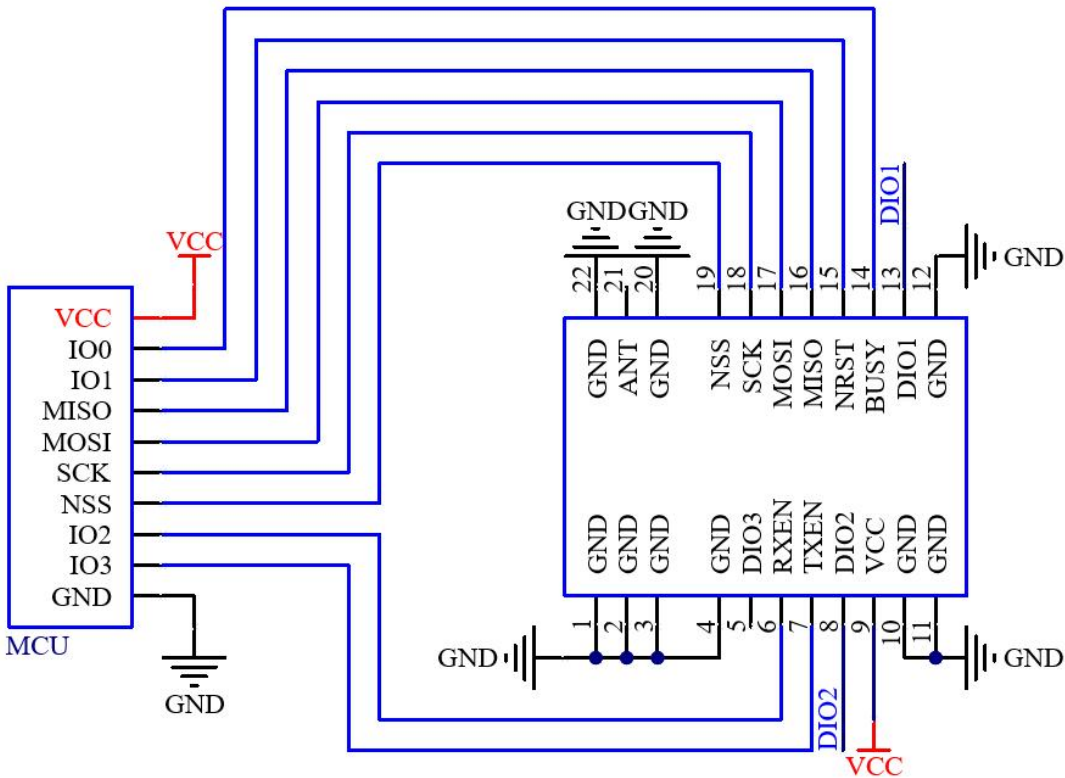 VCC
VCC
IO0
IO1
MISO
MOSI
SCK
NSS
IO2
IO3
GND
MCU
GND
GND GND
DIO1
GND
22 21 20 19 18 17 16 15 14 13 12
GND ANT GND NSS SCK MOSI MISO NRST BUSY DIO1 GND
GND GND GND GND DIO3 RXEN TXEN DIO2 VCC GND GND
1 2 3 4 5 6 7 8 9 10 11
GND
GND
DIO2
VCC